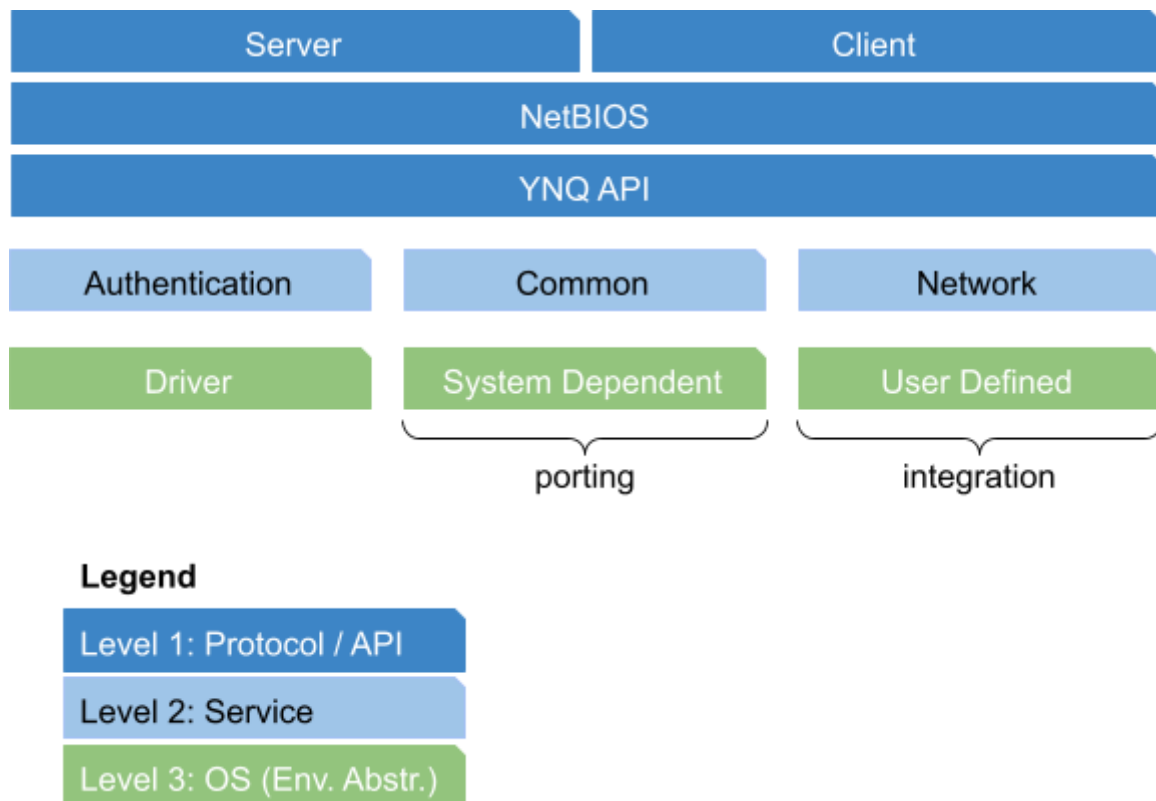 Server
Client
NetBIOS
YNQ API
Authentication
Common
Network
Driver
System Dependent
User Defined
porting
integration
Legend
Level 1: Protocol / API
Level 2: Service
Level 3: OS (Env. Abstr.)